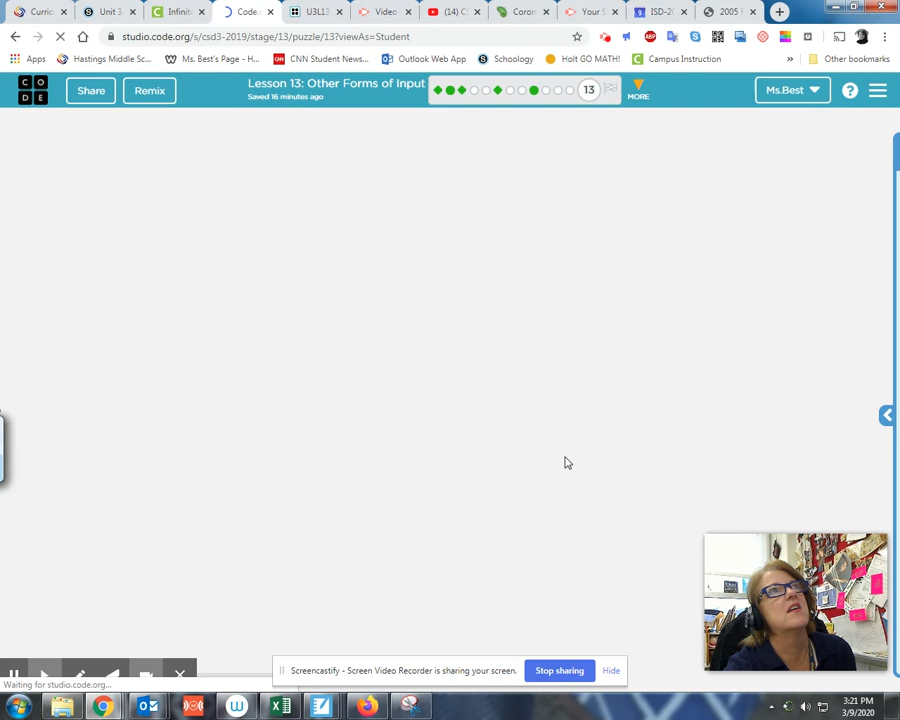 Curric
Unit 3
Infinit
Code.
U3L13
Video
(14) C
Coron
Your S
ISD-20
2005
studio.code.org/s/csd3-2019/stage/13/puzzle/13?viewAs=Student
Apps
Hastings Middle Sc...
Ms. Best's Page - H...
CNN Student News...
Outlook Web App
Schoology
Holt GO MATH!
Campus Instruction
»
Other bookmarks
C O
D E
Share
Remix
Lesson 13: Other Forms of Input
Saved 16 minutes ago
13
MORE
Ms.Best
?
Screencastify - Screen Video Recorder is sharing your screen.
Stop sharing
Hide
Waiting for studio.code.org...
3:21 PM
3/9/2020